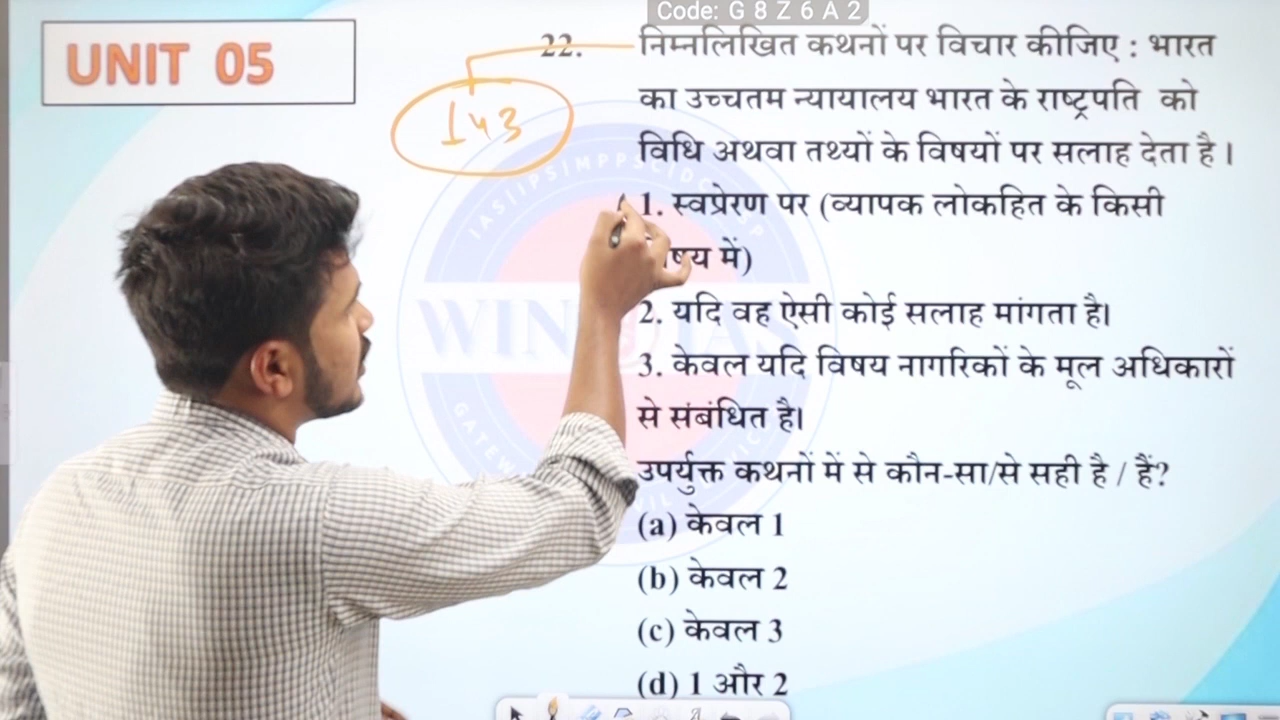 Code: G 8 Z 6 A 2
UNIT 05
22. निम्नलिखित कथनों पर विचार कीजिए : भारत
का उच्चतम न्यायालय भारत के राष्ट्रपति को
विधि अथवा तथ्यों के विषयों पर सलाह देता है ।
143
1. स्वप्रेरण पर (व्यापक लोकहित के किसी
में)
2. यदि वह ऐसी कोई सलाह मांगता है।
3. केवल यदि विषय नागरिकों के मूल अधिकारों
से संबंधित है।
उपर्युक्त कथनों में से कौन-सा/से सही है / हैं?
(a) केवल 1
(b) केवल 2
(c) केवल 3
(d) 1 और 2